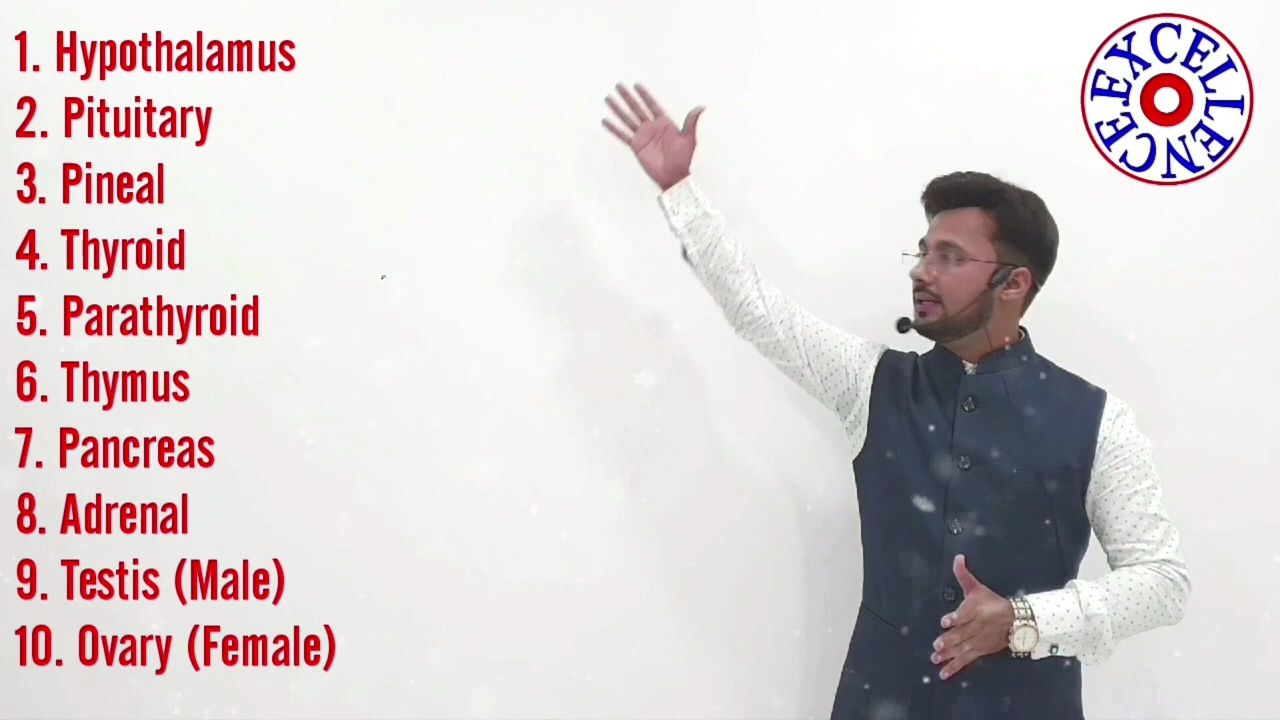 1. Hypothalamus
2. Pituitary
3. Pineal
4. Thyroid
5. Parathyroid
6. Thymus
7. Pancreas
8. Adrenal
9. Testis (Male)
10. Ovary (Female)
EXCELLENCE